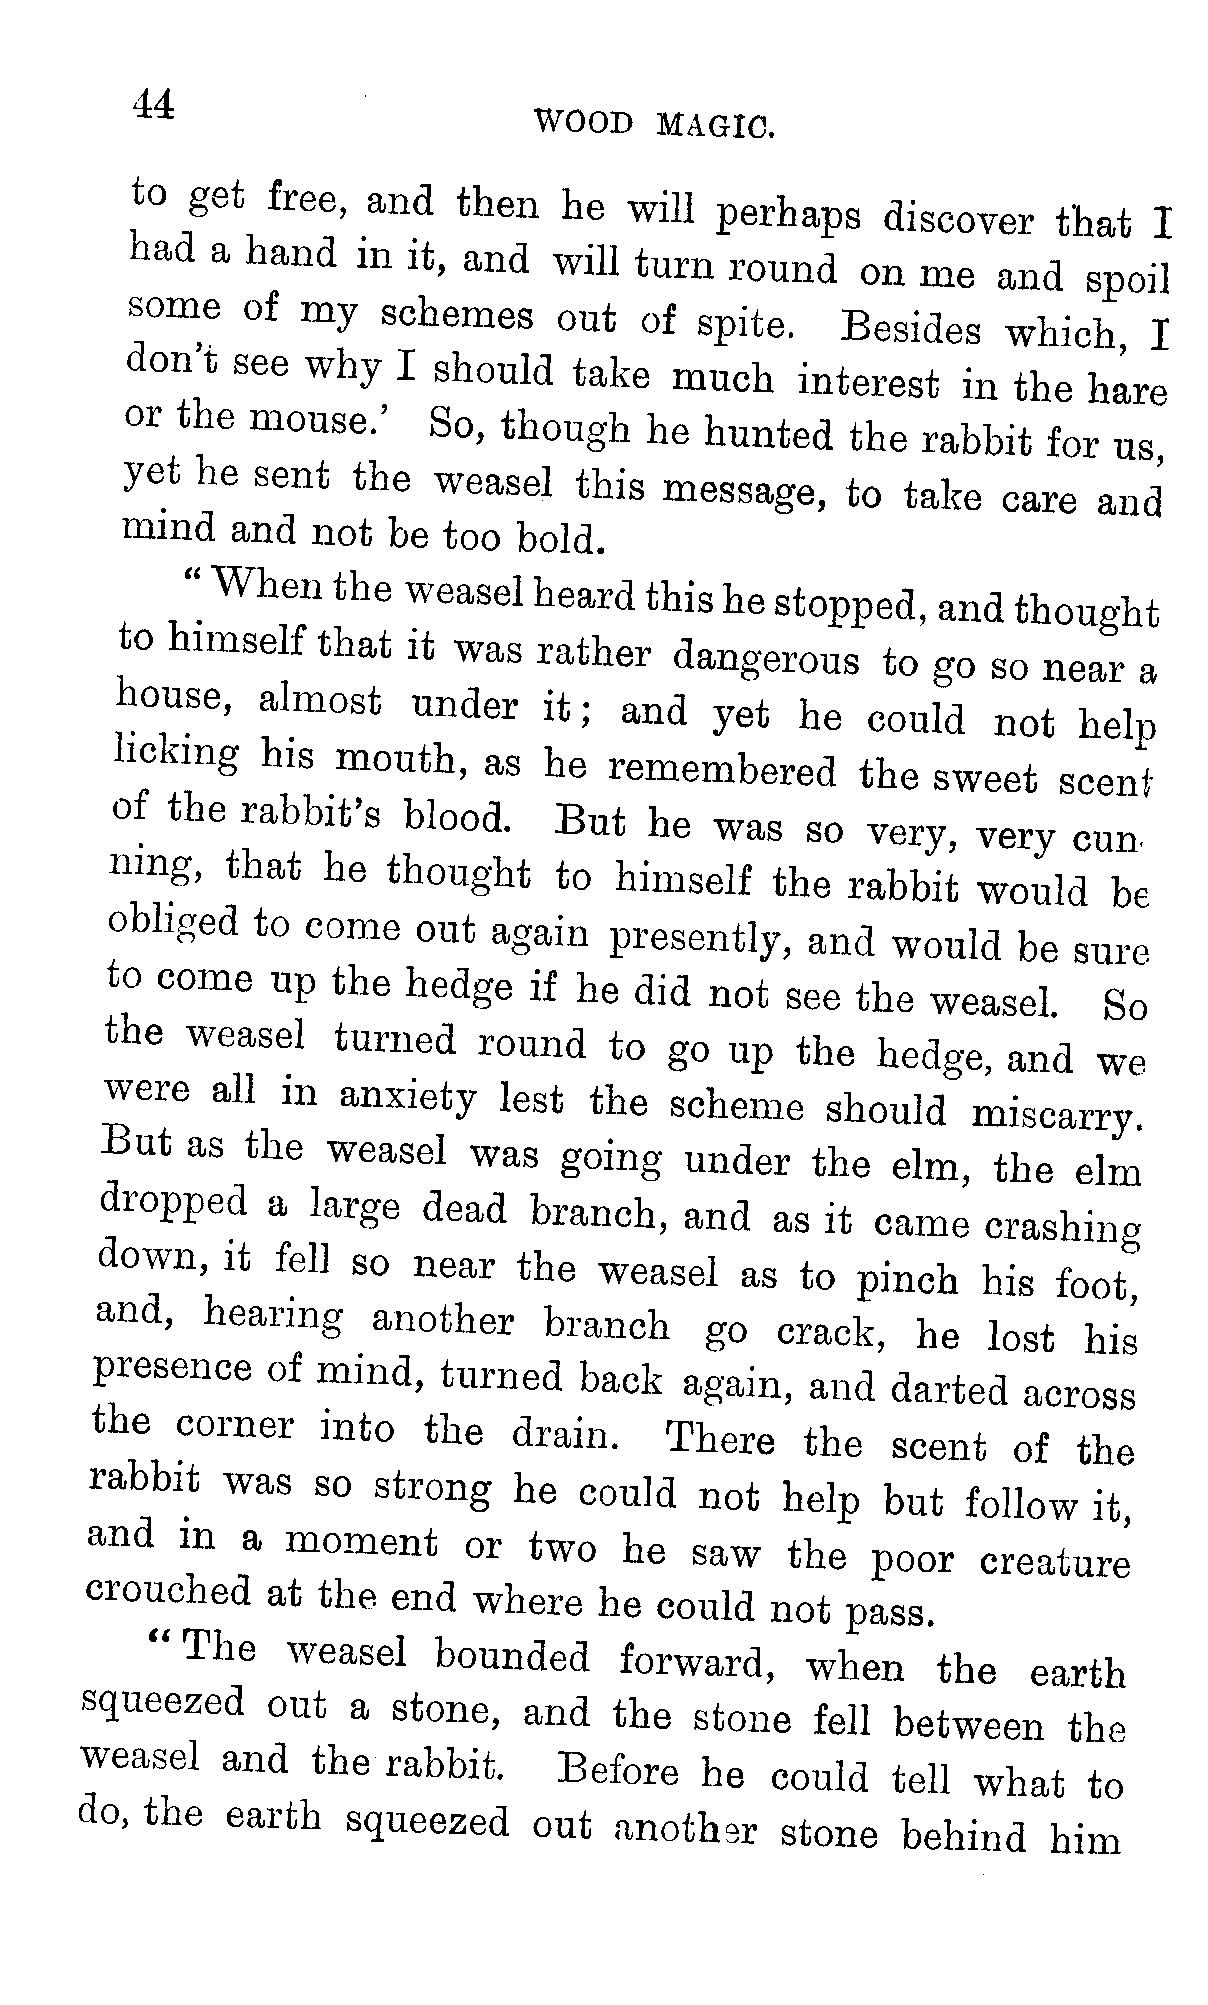 44
WOOD MAGIC.
to get free, and then he will perhaps discover that I
had a hand in it, and will turn round on me and spoil
some of my schemes out of spite. Besides which, I
don't see why I should take much interest in the hare
or the mouse.' So, though he hunted the rabbit for us,
yet he sent the weasel this message, to take care and
mind and not be too bold.
"When the weasel heard this he stopped, and thought
to himself that it was rather dangerous to go so near a
house, almost under it; and yet he could not help
licking his mouth, as he remembered the sweet scent
of the rabbit's blood. But he was so very, very cun-
ning, that he thought to himself the rabbit would be
obliged to come out again presently, and would be sure
to come up the hedge if he did not see the weasel. So
the weasel turned round to go up the hedge, and we
were all in anxiety lest the scheme should miscarry.
But as the weasel was going under the elm, the elm
dropped a large dead branch, and as it came crashing
down, it fell so near the weasel as to pinch his foot,
and, hearing another branch go crack, he lost his
presence of mind, turned back again, and darted across
the corner into the drain. There the scent of the
rabbit was so strong he could not help but follow it,
and in a moment or two he saw the poor creature
crouched at the end where he could not pass.
"The weasel bounded forward, when the earth
squeezed out a stone, and the stone fell between the
weasel and the rabbit. Before he could tell what to
do, the earth squeezed out another stone behind him